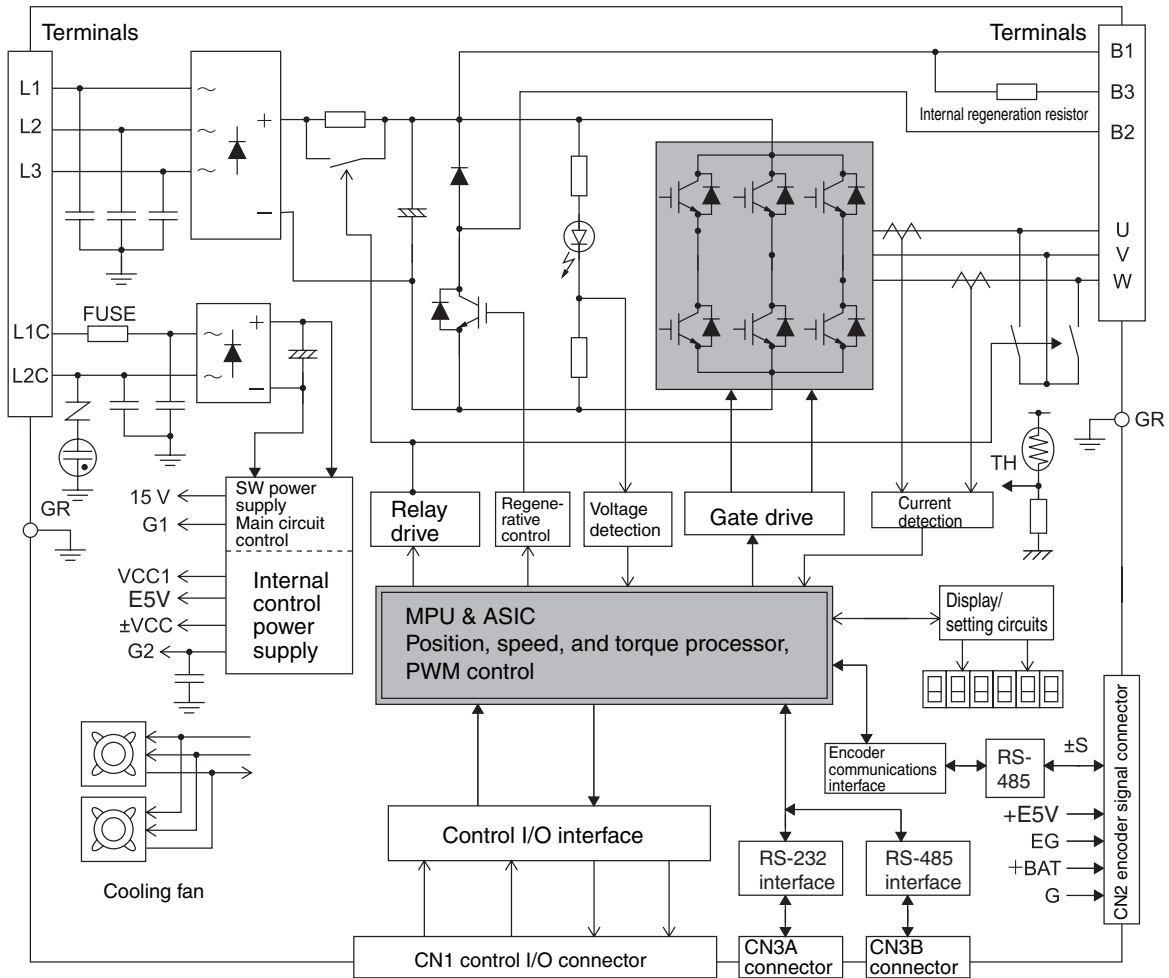 Terminals
Terminals
L1
L2
L3
L1C
L2C
FUSE
~
~
~
+
−
~
~
+
−
B1
B3
Internal regeneration resistor
B2
U
V
W
GR
TH
GR
15 V
G1
VCC1
E5V
±VCC
G2
SW power
supply
Main circuit
control
Internal
control
power
supply
Relay
drive
Regene-
rative
control
Voltage
detection
Gate drive
Current
detection
MPU & ASIC
Position, speed, and torque processor,
PWM control
Display/
setting circuits
Encoder
communications
interface
RS-
485
±S
+E5V
EG
+BAT
G
CN2 encoder signal connector
Control I/O interface
RS-232
interface
RS-485
interface
Cooling fan
CN1 control I/O connector
CN3A
connector
CN3B
connector